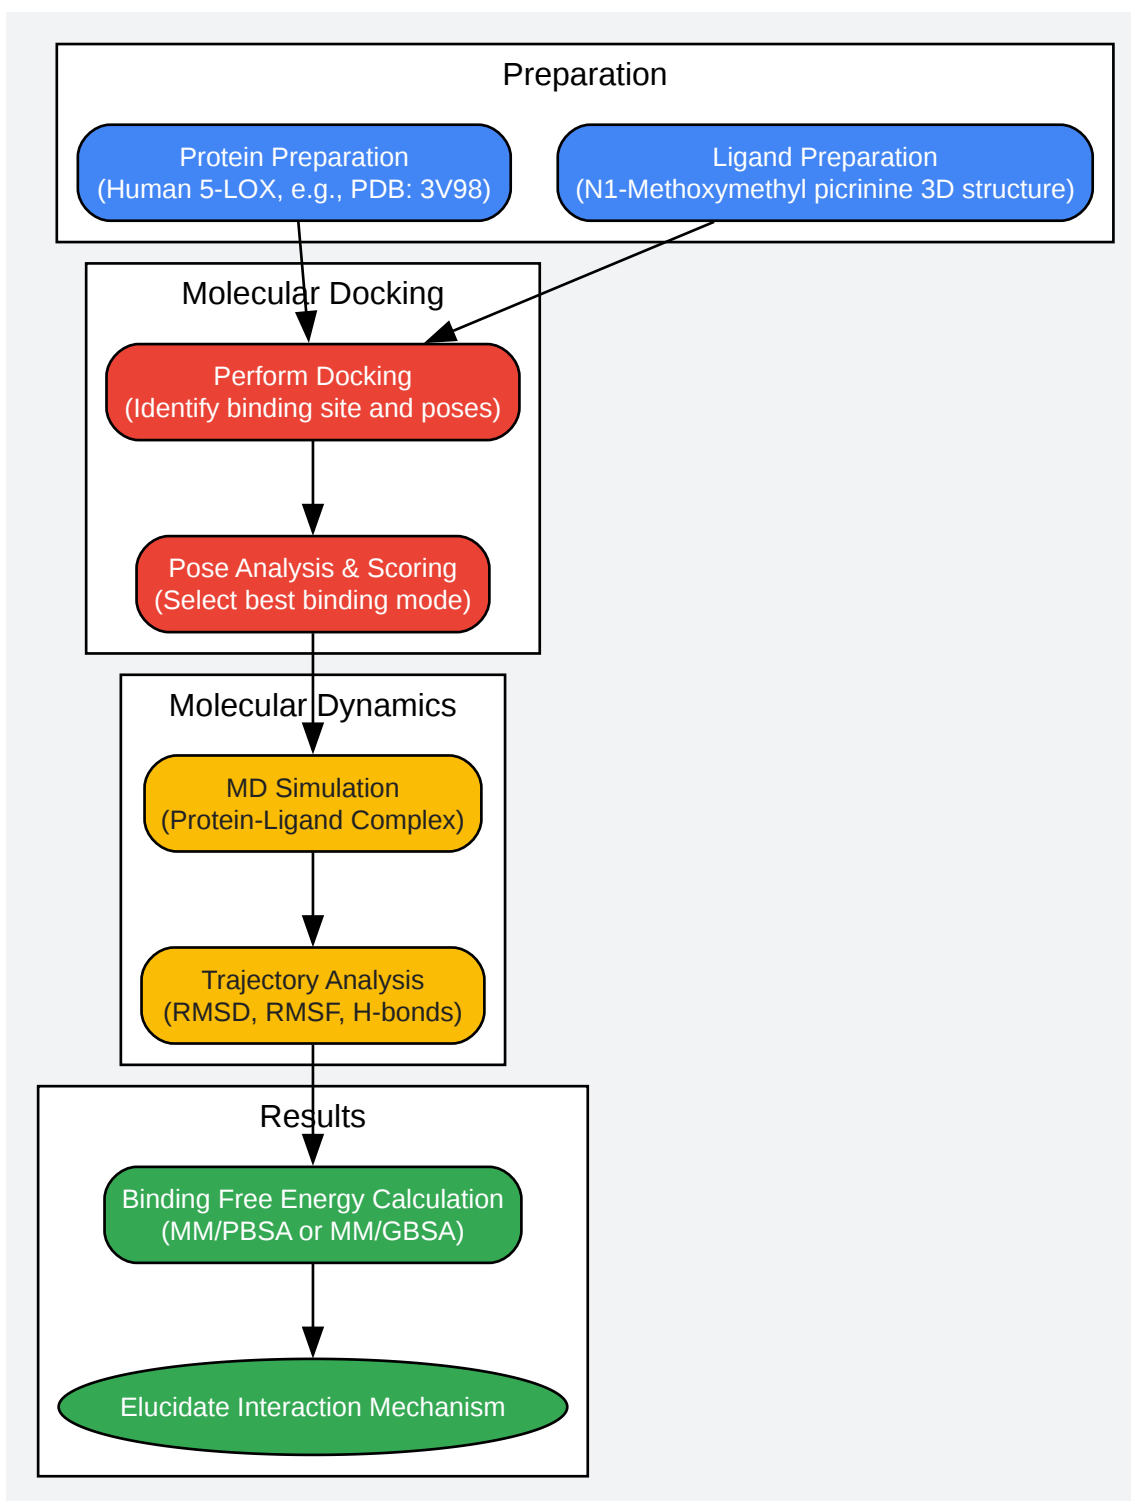 Preparation
Protein Preparation
(Human 5-LOX, e.g., PDB: 3V98)
Ligand Preparation
(N1-Methoxymethyl picrinine 3D structure)
Molecular Docking
Perform Docking
(Identify binding site and poses)
Pose Analysis & Scoring
(Select best binding mode)
Molecular Dynamics
MD Simulation
(Protein-Ligand Complex)
Trajectory Analysis
(RMSD, RMSF, H-bonds)
Results
Binding Free Energy Calculation
(MM/PBSA or MM/GBSA)
Elucidate Interaction Mechanism